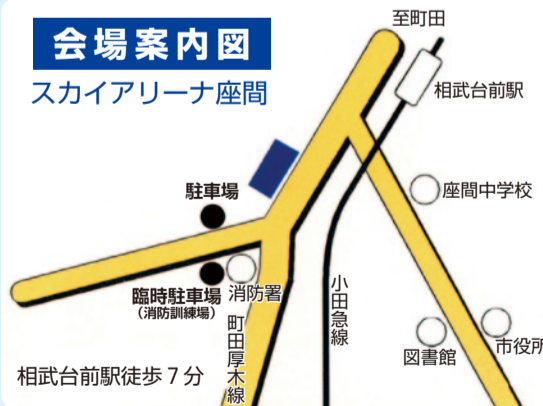 会場案内図
スカイアリーナ座間
至町田
相武台前駅
座間中学校
駐車場
臨時駐車場
（消防訓練場）
消防署
町田厚木線
小田急線
図書館
市役所
相武台前駅徒歩７分